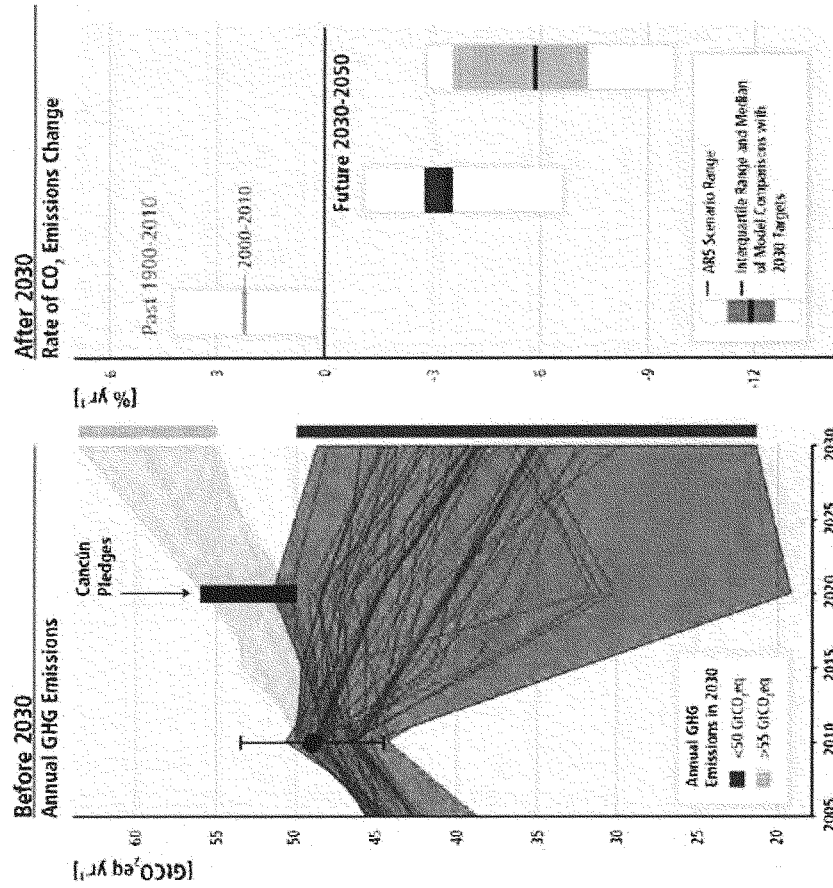 Before 2030
Annual GHG Emissions
[GtCO₂eq yr⁻¹]
60
55
50
45
40
35
30
25
20
Cancún
Pledges
Annual GHG
Emissions in 2030
<50 GtCO₂eq
>55 GtCO₂eq
2005
2010
2015
2020
2025
2030
After 2030
Rate of CO₂ Emissions Change
[% yr⁻¹]
6
3
0
-3
-6
-9
-12
Past 1900-2010
2000-2010
Future 2030-2050
AR5 Scenario Range
Interquartile Range and Median
of Model Comparisons with
2030 Targets